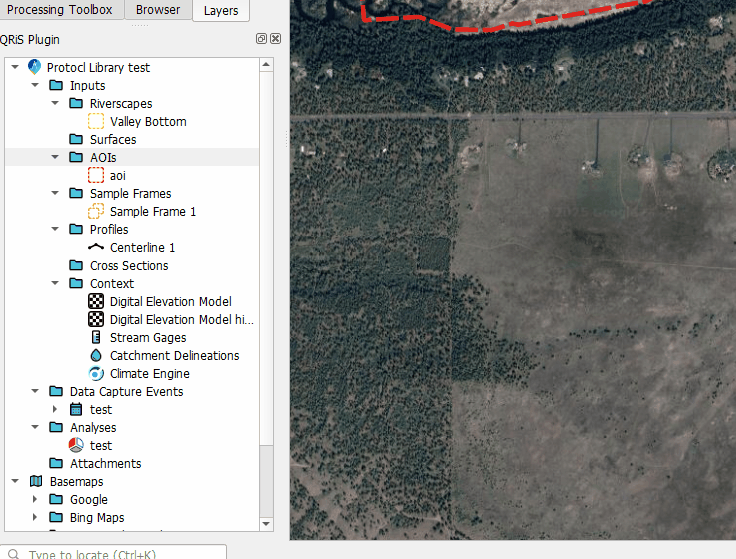 Processing Toolbox
Browser
Layers
QRiS Plugin
Protocl Library test
Inputs
Riverscapes
Valley Bottom
Surfaces
AOIs
aoi
Sample Frames
Sample Frame 1
Profiles
Centerline 1
Cross Sections
Context
Digital Elevation Model
Digital Elevation Model hi...
Stream Gages
Catchment Delineations
Climate Engine
Data Capture Events
test
Analyses
test
Attachments
Basemaps
Google
Bing Maps
Type to locate (Ctrl+K)